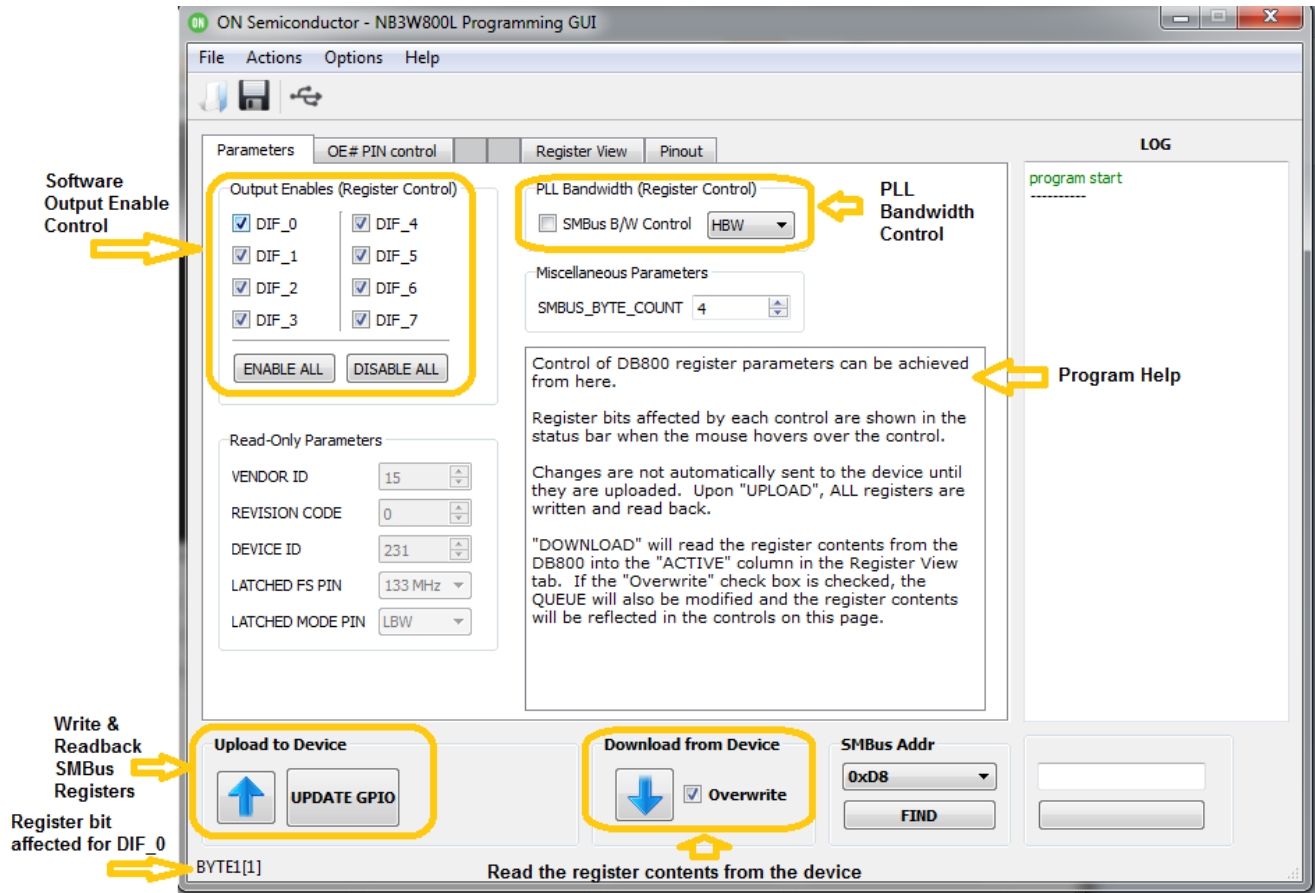 ON Semiconductor - NB3W800L Programming GUI
File Actions Options Help
Parameters OE# PIN control Register View Pinout
LOG
program start
----------
Software
Output Enable
Control
Output Enables (Register Control)
DIF_0 DIF_4
DIF_1 DIF_5
DIF_2 DIF_6
DIF_3 DIF_7
ENABLE ALL DISABLE ALL
PLL Bandwidth (Register Control)
SMBus B/W Control HBW
PLL
Bandwidth
Control
Miscellaneous Parameters
SMBUS_BYTE_COUNT 4
Control of DB800 register parameters can be achieved
from here.
Register bits affected by each control are shown in the
status bar when the mouse hovers over the control.
Changes are not automatically sent to the device until
they are uploaded. Upon "UPLOAD", ALL registers are
written and read back.
"DOWNLOAD" will read the register contents from the
DB800 into the "ACTIVE" column in the Register View
tab. If the "Overwrite" check box is checked, the
QUEUE will also be modified and the register contents
will be reflected in the controls on this page.
Program Help
Read-Only Parameters
VENDOR ID 15
REVISION CODE 0
DEVICE ID 231
LATCHED FS PIN 133 MHz
LATCHED MODE PIN LBW
Write &
Readback
SMBus
Registers
Upload to Device
UPDATE GPIO
Download from Device
Overwrite
SMBus Addr
0xD8
FIND
Register bit
affected for DIF_0
BYTE1[1]
Read the register contents from the device